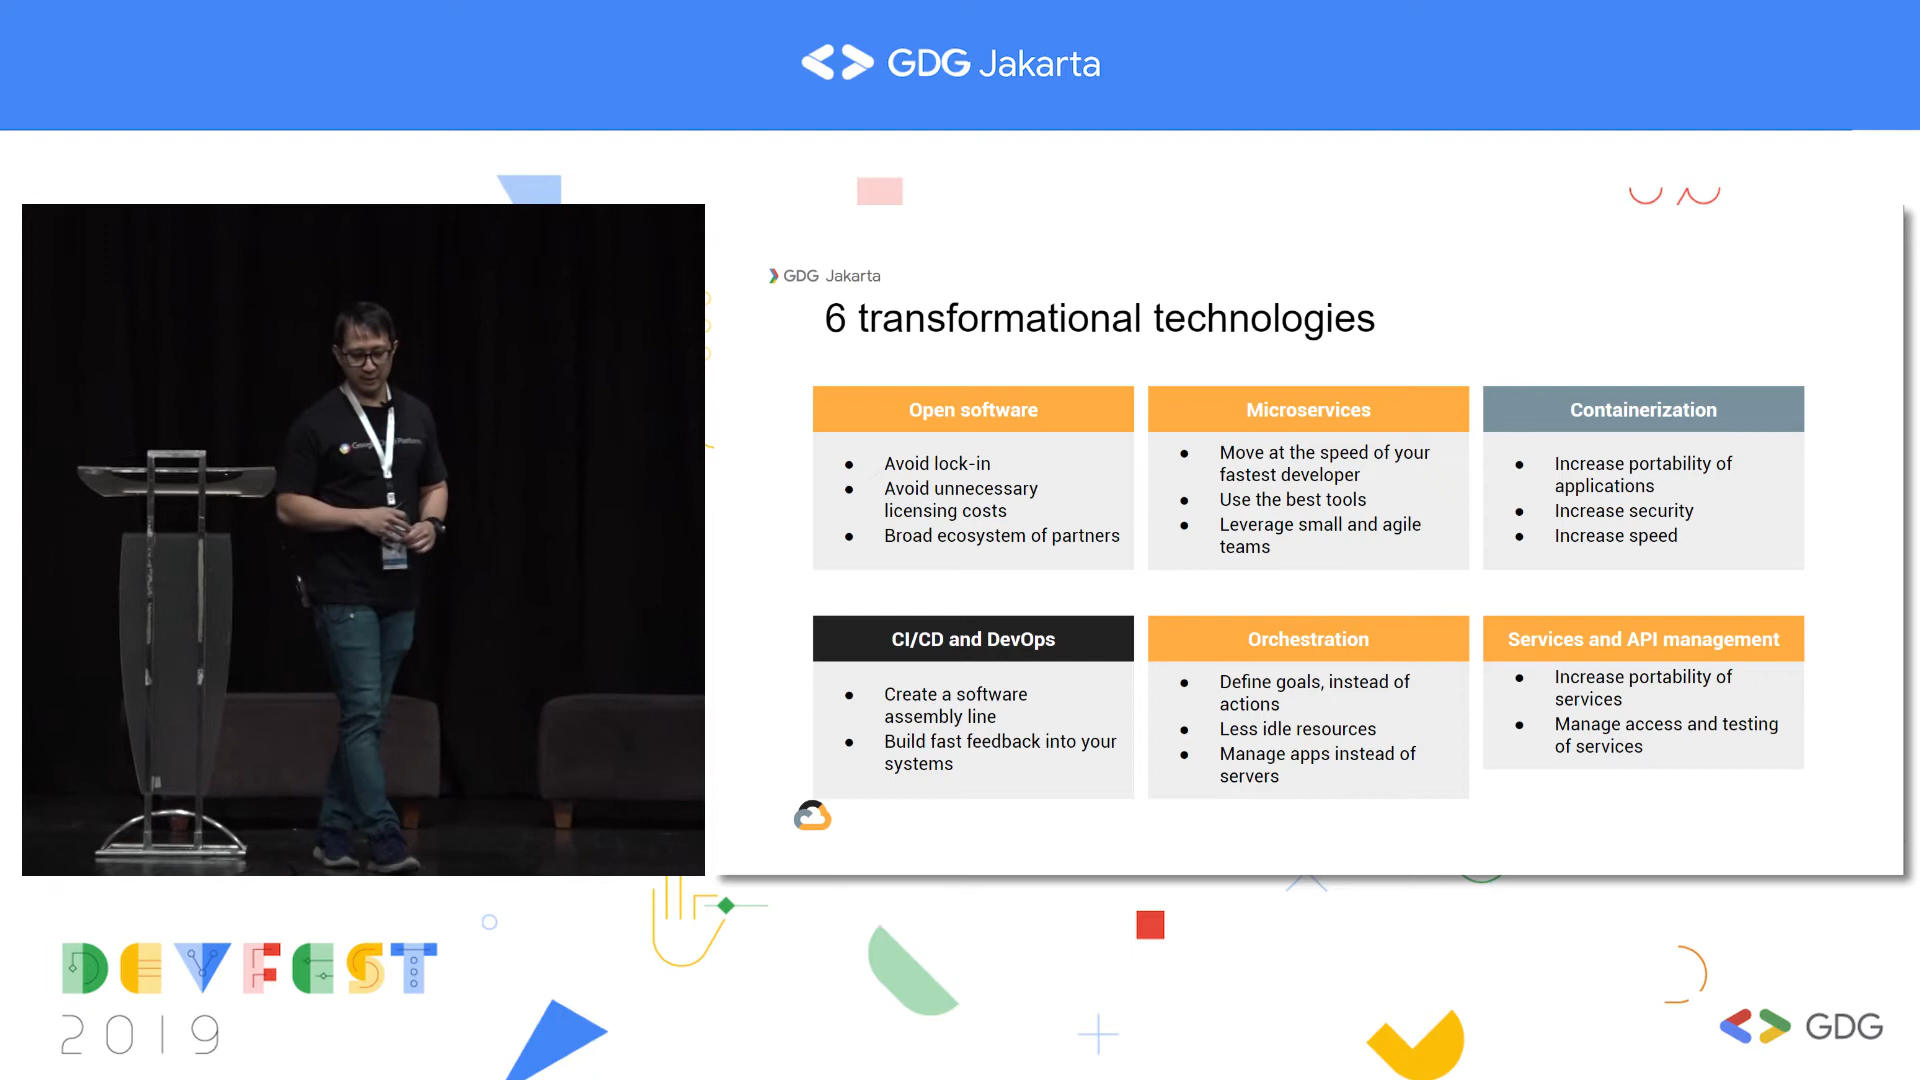 GDG Jakarta
GDG Jakarta
6 transformational technologies
Open software
● Avoid lock-in
● Avoid unnecessary
licensing costs
● Broad ecosystem of partners
Microservices
● Move at the speed of your
fastest developer
● Use the best tools
● Leverage small and agile
teams
Containerization
● Increase portability of
applications
● Increase security
● Increase speed
CI/CD and DevOps
● Create a software
assembly line
● Build fast feedback into your
systems
Orchestration
● Define goals, instead of
actions
● Less idle resources
● Manage apps instead of
servers
Services and API management
● Increase portability of
services
● Manage access and testing
of services
DEVFEST
2019
GDG